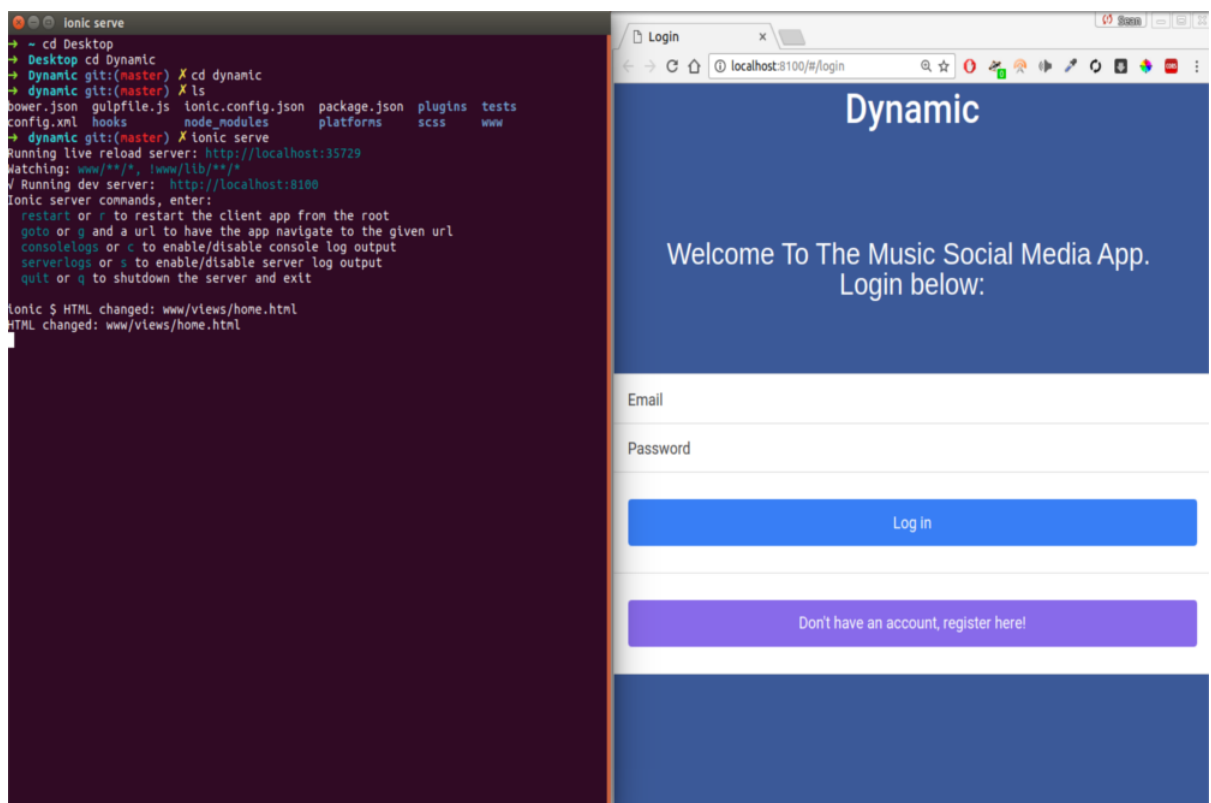 ionic serve
→ ~ cd Desktop
→ Desktop cd Dynamic
→ Dynamic git:(master) ✗ cd dynamic
→ dynamic git:(master) ✗ ls
bower.json gulpfile.js ionic.config.json package.json plugins tests
config.xml hooks node_modules platforms scss www
→ dynamic git:(master) ✗ ionic serve
Running live reload server: http://localhost:35729
Watching: www/**/*, !www/lib/**/*
√ Running dev server: http://localhost:8100
Ionic server commands, enter:
restart or r to restart the client app from the root
goto or g and a url to have the app navigate to the given url
consolelogs or c to enable/disable console log output
serverlogs or s to enable/disable server log output
quit or q to shutdown the server and exit
ionic $ HTML changed: www/views/home.html
HTML changed: www/views/home.html
Sean
Login
localhost:8100/#/login
Dynamic
Welcome To The Music Social Media App.
Login below:
Email
Password
Log in
Don't have an account, register here!